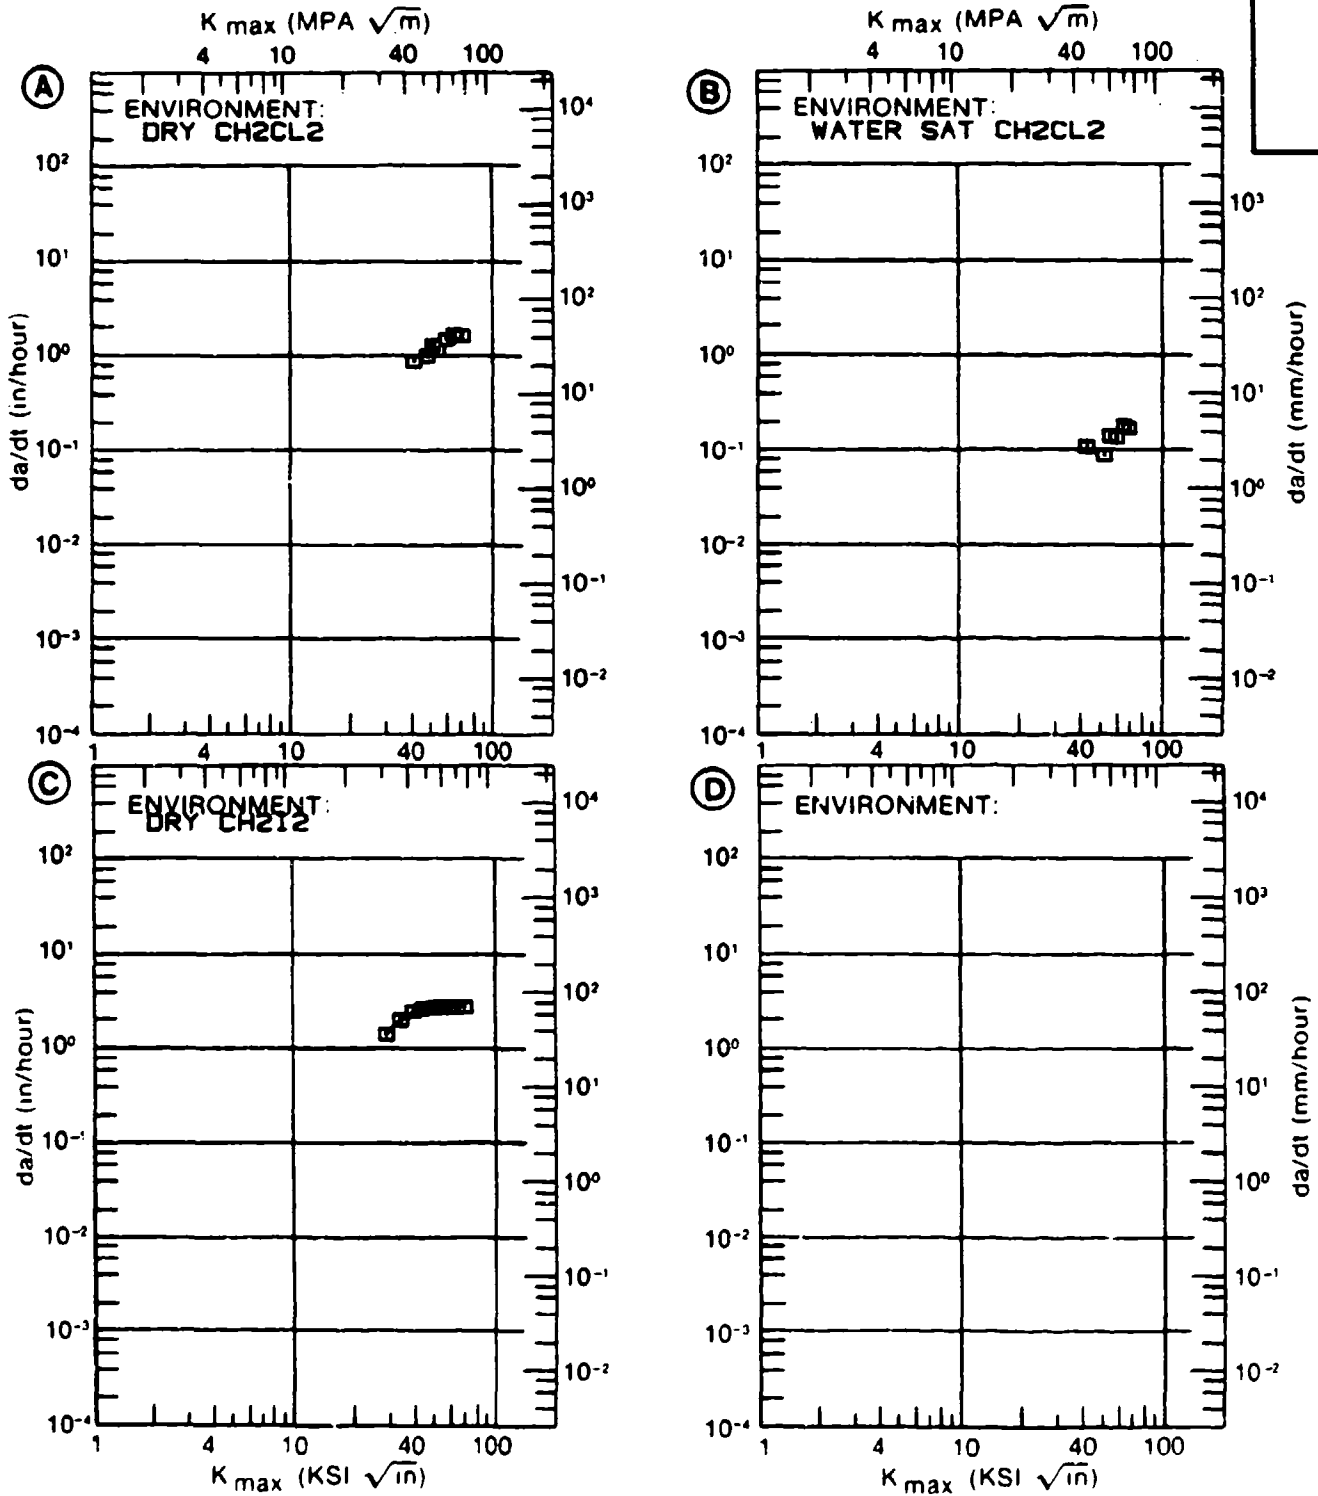 K max (MPA √m)
4 10 40 100
K max (MPA √m)
4 10 40 100
A
ENVIRONMENT:
DRY CH2CL2
10²
10¹
10⁰
10⁻¹
10⁻²
10⁻³
10⁻⁴
da/dt (in/hour)
10⁴
10³
10²
10¹
10⁰
10⁻¹
10⁻²
1 4 10 40 100
B
ENVIRONMENT:
WATER SAT CH2CL2
10²
10¹
10⁰
10⁻¹
10⁻²
10⁻³
10⁻⁴
10³
10²
10¹
10⁰
10⁻¹
10⁻²
da/dt (mm/hour)
1 4 10 40 100
C
ENVIRONMENT:
DRY CH2I2
10²
10¹
10⁰
10⁻¹
10⁻²
10⁻³
10⁻⁴
da/dt (in/hour)
10⁴
10³
10²
10¹
10⁰
10⁻¹
10⁻²
1 4 10 40 100
K max (KSI √in)
D
ENVIRONMENT:
10²
10¹
10⁰
10⁻¹
10⁻²
10⁻³
10⁻⁴
10⁴
10³
10²
10¹
10⁰
10⁻¹
10⁻²
da/dt (mm/hour)
1 4 10 40 100
K max (KSI √in)